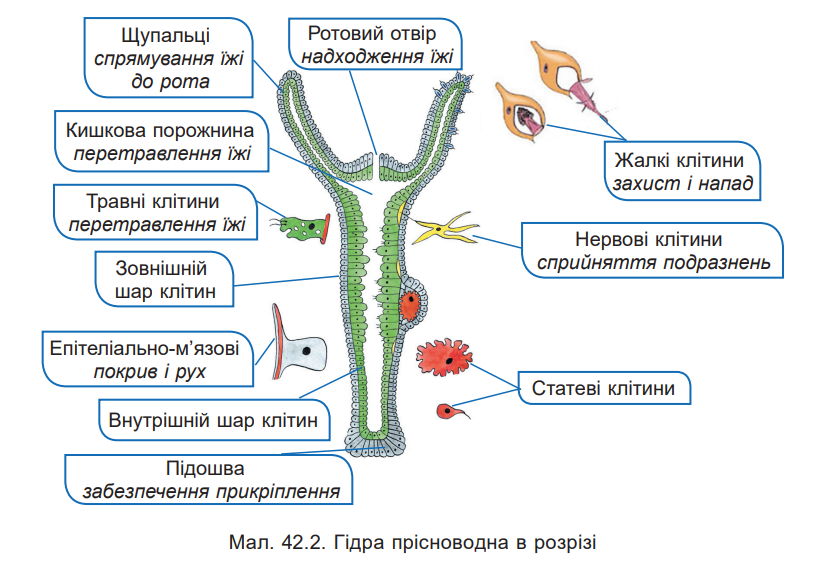 Щупальці
спрямування їжі
до рота
Ротовий отвір
надходження їжі
Кишкова порожнина
перетравлення їжі
Жалкі клітини
захист і напад
Травні клітини
перетравлення їжі
Нервові клітини
сприйняття подразнень
Зовнішній
шар клітин
Епітеліально-м’язові
покрив і рух
Статеві клітини
Внутрішній шар клітин
Підошва
забезпечення прикріплення
Мал. 42.2. Гідра прісноводна в розрізі